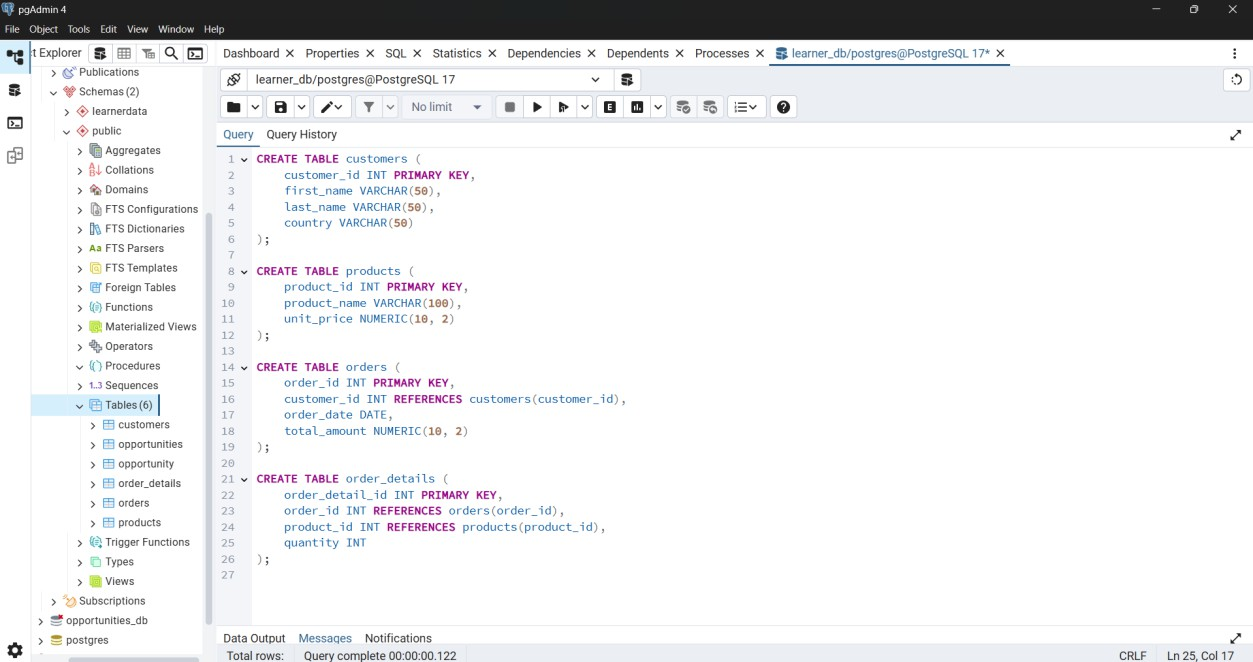 pgAdmin 4
File Object Tools Edit View Window Help
t Explorer
Dashboard Properties SQL Statistics Dependencies Dependents Processes learner_db/postgres@PostgreSQL 17*
learner_db/postgres@PostgreSQL 17
No limit
E
Query Query History
Publications
Schemas (2)
learnerdata
public
Aggregates
Collations
Domains
FTS Configurations
FTS Dictionaries
Aa FTS Parsers
FTS Templates
Foreign Tables
Functions
Materialized Views
Operators
Procedures
1..3 Sequences
Tables (6)
customers
opportunities
opportunity
order_details
orders
products
Trigger Functions
Types
Views
Subscriptions
opportunities_db
postgres
1 CREATE TABLE customers (
2 customer_id INT PRIMARY KEY,
3 first_name VARCHAR(50),
4 last_name VARCHAR(50),
5 country VARCHAR(50)
6 );
7
8 CREATE TABLE products (
9 product_id INT PRIMARY KEY,
10 product_name VARCHAR(100),
11 unit_price NUMERIC(10, 2)
12 );
13
14 CREATE TABLE orders (
15 order_id INT PRIMARY KEY,
16 customer_id INT REFERENCES customers(customer_id),
17 order_date DATE,
18 total_amount NUMERIC(10, 2)
19 );
20
21 CREATE TABLE order_details (
22 order_detail_id INT PRIMARY KEY,
23 order_id INT REFERENCES orders(order_id),
24 product_id INT REFERENCES products(product_id),
25 quantity INT
26 );
27
Data Output Messages Notifications
Total rows: Query complete 00:00:00.122 CRLF Ln 25, Col 17